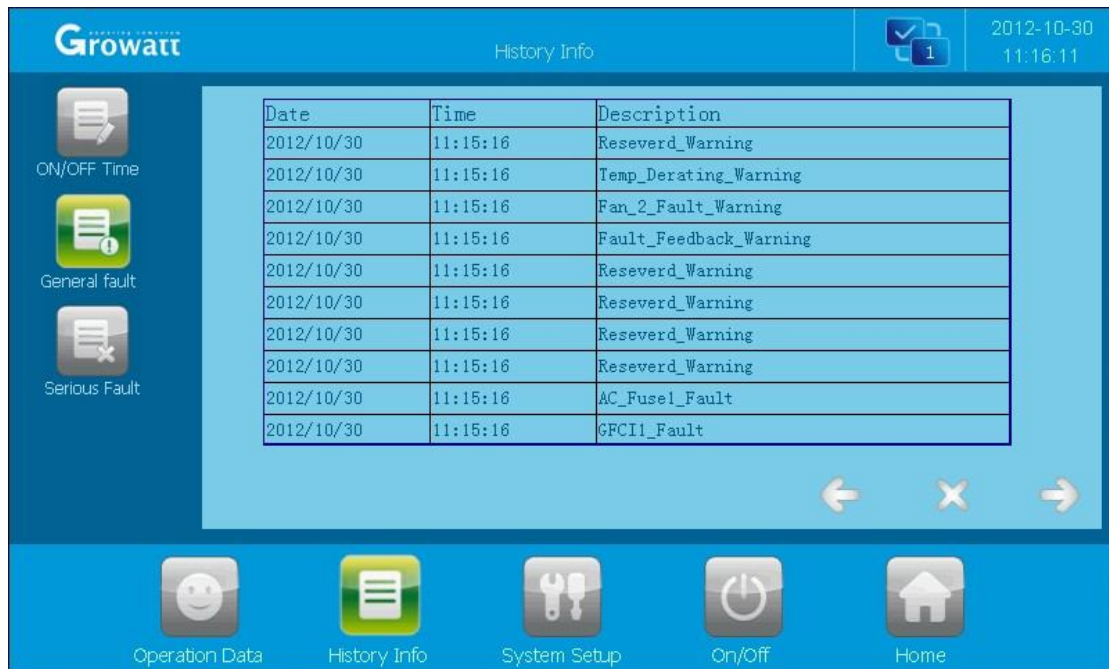 powering tomorrow
Growatt
History Info
1
2012-10-30
11:16:11
ON/OFF Time
General fault
Serious Fault
Date Time Description
2012/10/30 11:15:16 Reseverd_Warning
2012/10/30 11:15:16 Temp_Derating_Warning
2012/10/30 11:15:16 Fan_2_Fault_Warning
2012/10/30 11:15:16 Fault_Feedback_Warning
2012/10/30 11:15:16 Reseverd_Warning
2012/10/30 11:15:16 Reseverd_Warning
2012/10/30 11:15:16 Reseverd_Warning
2012/10/30 11:15:16 Reseverd_Warning
2012/10/30 11:15:16 AC_Fuse1_Fault
2012/10/30 11:15:16 GFCI1_Fault
Operation Data History Info System Setup On/Off Home